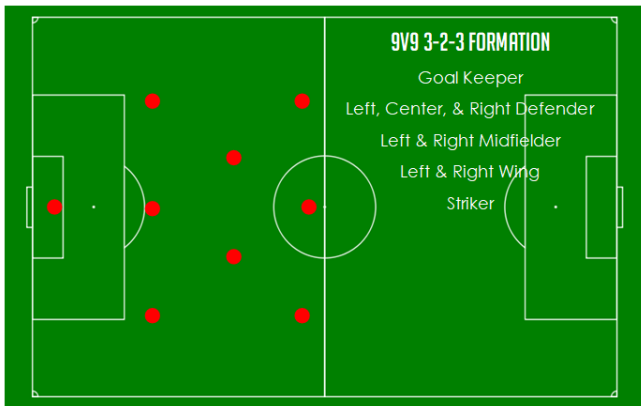 9V9 3-2-3 FORMATION
Goal Keeper
Left, Center, & Right Defender
Left & Right Midfielder
Left & Right Wing
Striker